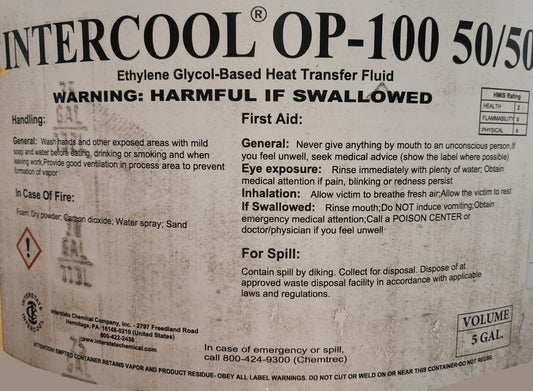 INTERCOOL® OP-100 50/50
Ethylene Glycol-Based Heat Transfer Fluid
WARNING: HARMFUL IF SWALLOWED
HMIS Rating
HEALTH 2
FLAMMABILITY 0
PHYSICAL 0
Handling:
General: Wash hands and other exposed areas with mild
soap and water before eating, drinking or smoking and when
leaving work,Provide good ventilation in process area to prevent
formation of vapor
In Case Of Fire:
Foam; Dry powder; Carbon dioxide; Water spray; Sand
First Aid:
General: Never give anything by mouth to an unconscious person,If
you feel unwell, seek medical advice (show the label where possible)
Eye exposure: Rinse immediately with plenty of water; Obtain
medical attention if pain, blinking or redness persist
Inhalation: Allow victim to breathe fresh air;Allow the victim to rest
If Swallowed: Rinse mouth;Do NOT induce vomiting;Obtain
emergency medical attention;Call a POISON CENTER or
doctor/physician if you feel unwell
For Spill:
Contain spill by diking. Collect for disposal. Dispose of at
approved waste disposal facility in accordance with applicable
laws and regulations.
GAL
GAL
INTERSTATE
INTERCOOL
Interstate Chemical Company, Inc. - 2797 Freedland Road
Hermitage, PA 16148-0210 (United States)
800-422-2436
www.interstatechemical.com
In case of emergency or spill,
call 800-424-9300 (Chemtrec)
VOLUME
5 GAL.
ATTENTION! EMPTIED CONTAINER RETAINS VAPOR AND PRODUCT RESIDUE- OBEY ALL LABEL WARNINGS. DO NOT CUT OR WELD ON OR NEAR THIS CONTAINER-DO NOT REUSE.